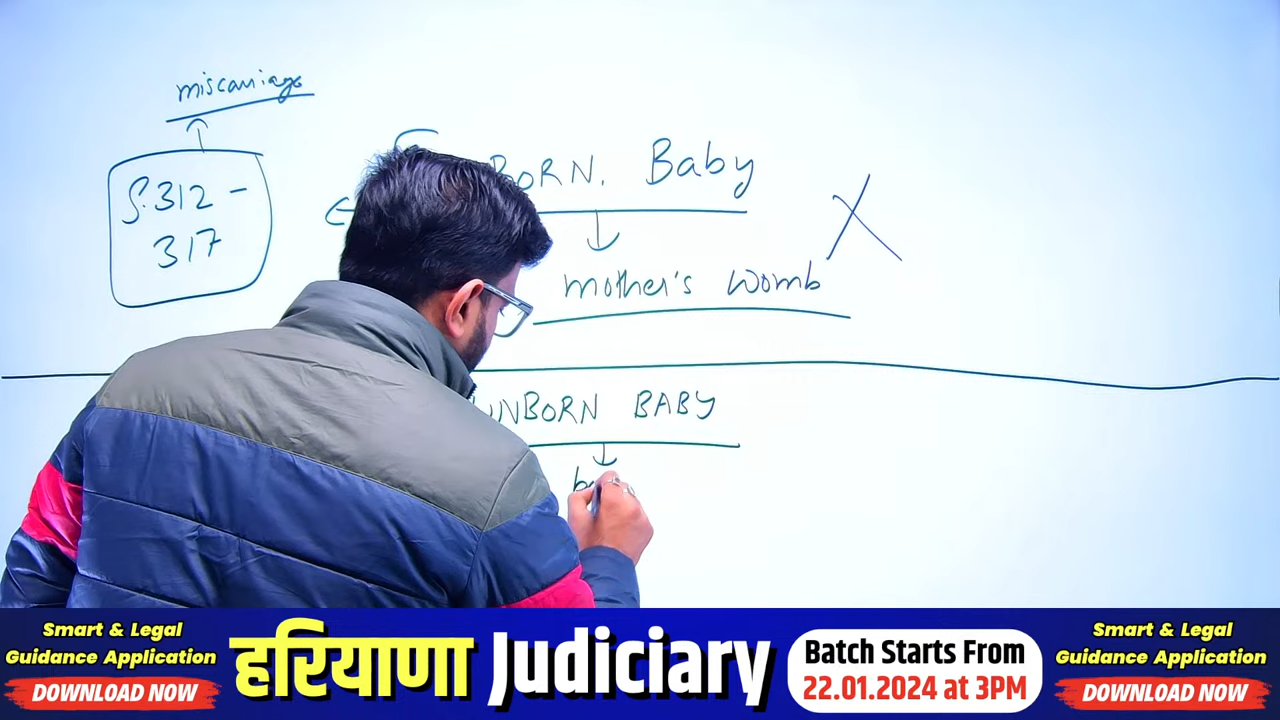 miscarriage
S.312 -
317
BORN. Baby
mother's womb
UNBORN BABY
Smart & Legal
Guidance Application
DOWNLOAD NOW
हरियाणा Judiciary
Batch Starts From
22.01.2024 at 3PM
Smart & Legal
Guidance Application
DOWNLOAD NOW